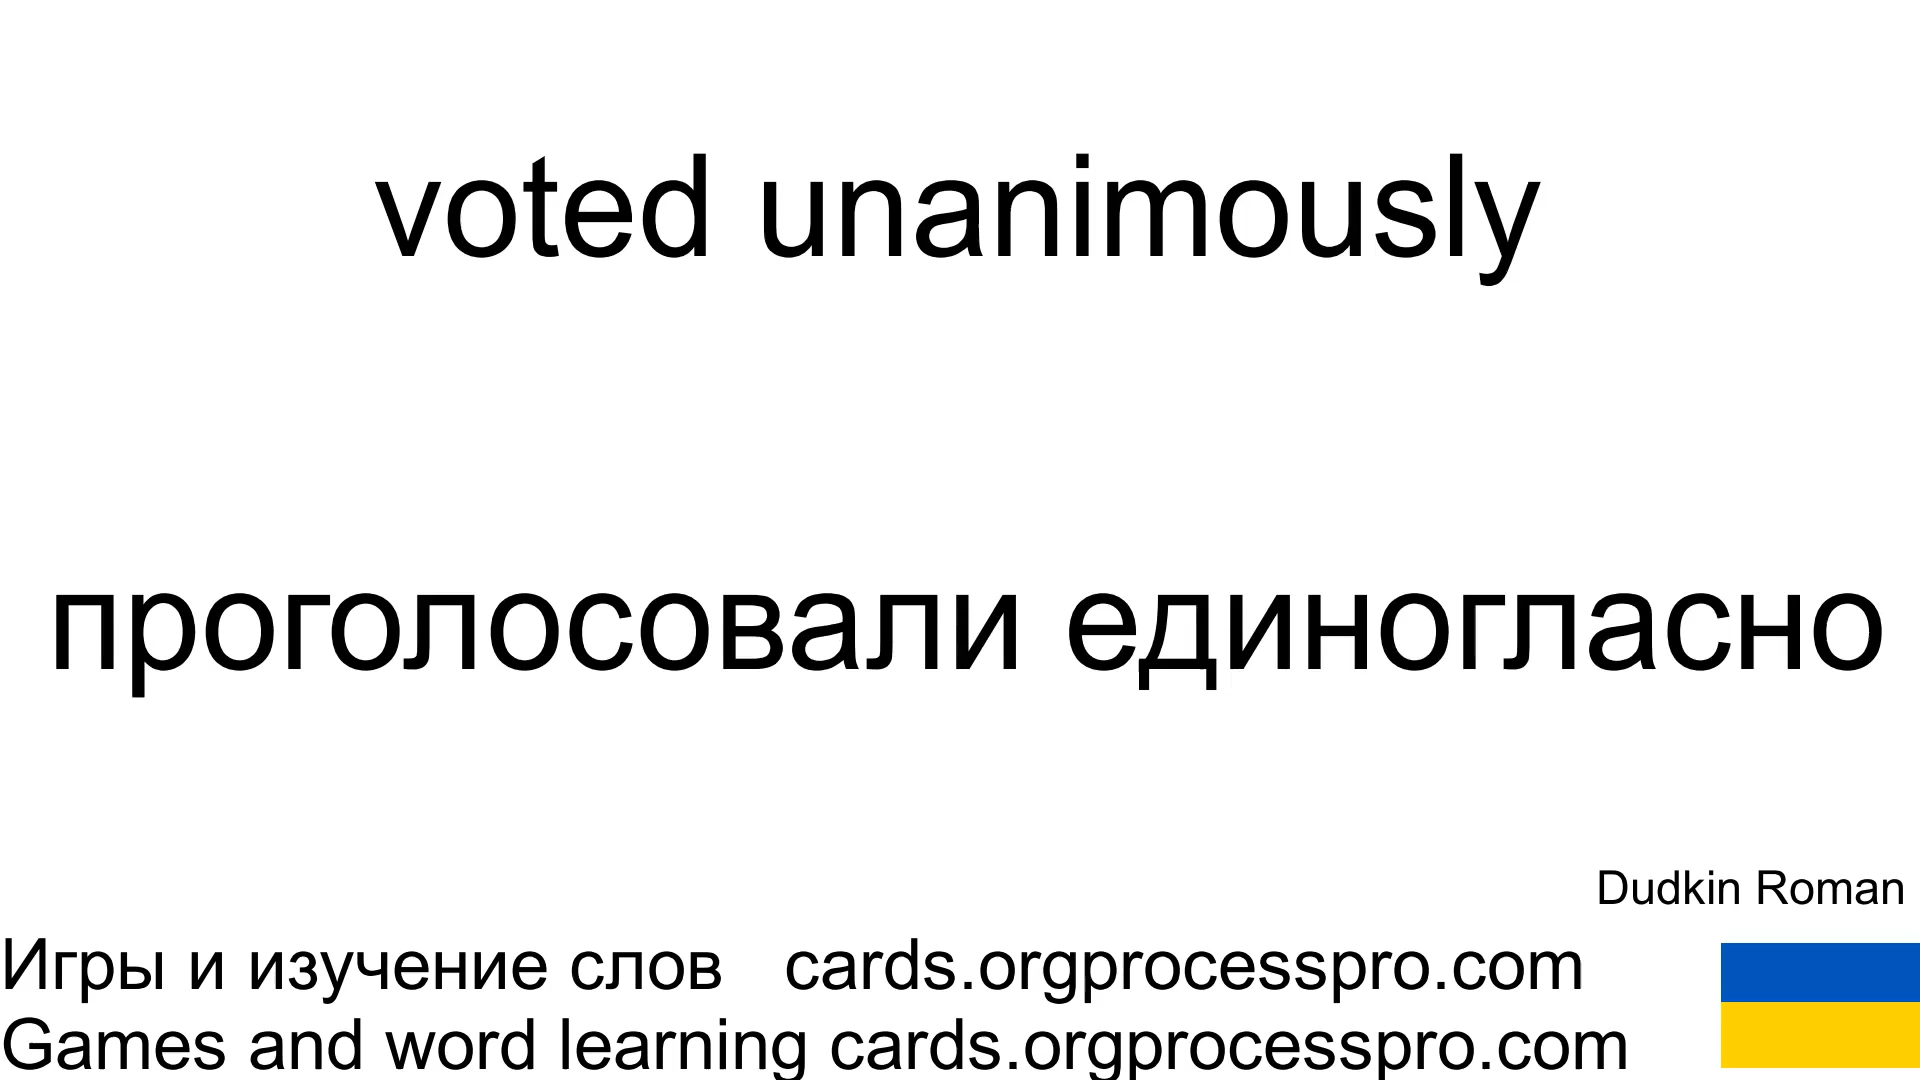 voted unanimously
проголосовали единогласно
Dudkin Roman
Игры и изучение слов cards.orgprocesspro.com
Games and word learning cards.orgprocesspro.com